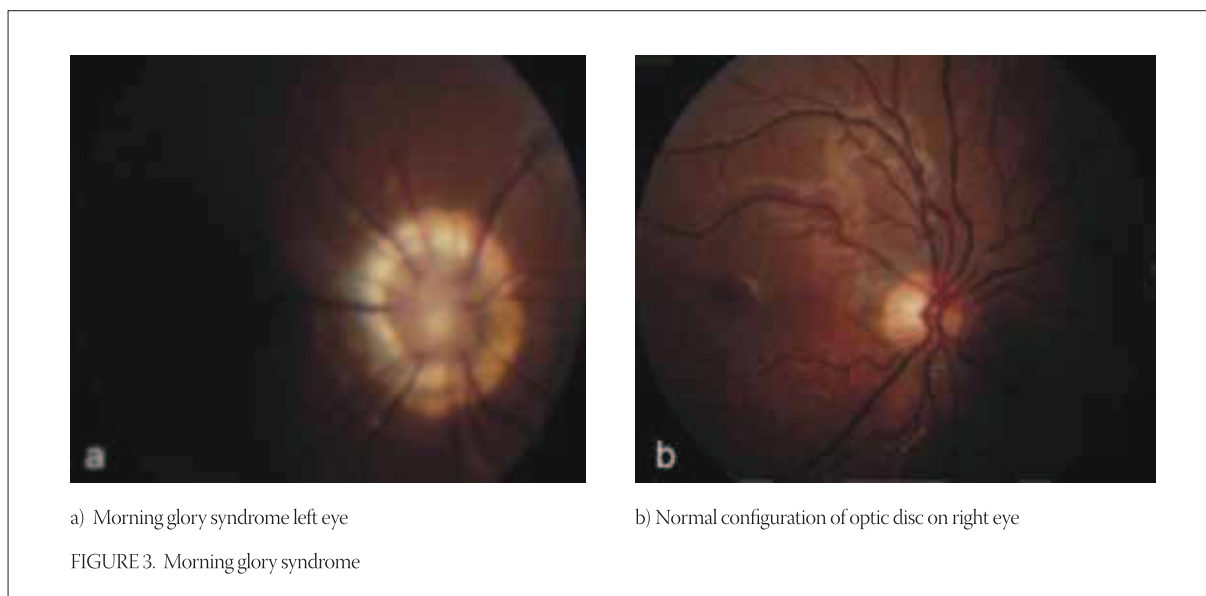 a
b
a) Morning glory syndrome left eye
b) Normal configuration of optic disc on right eye
FIGURE 3. Morning glory syndrome